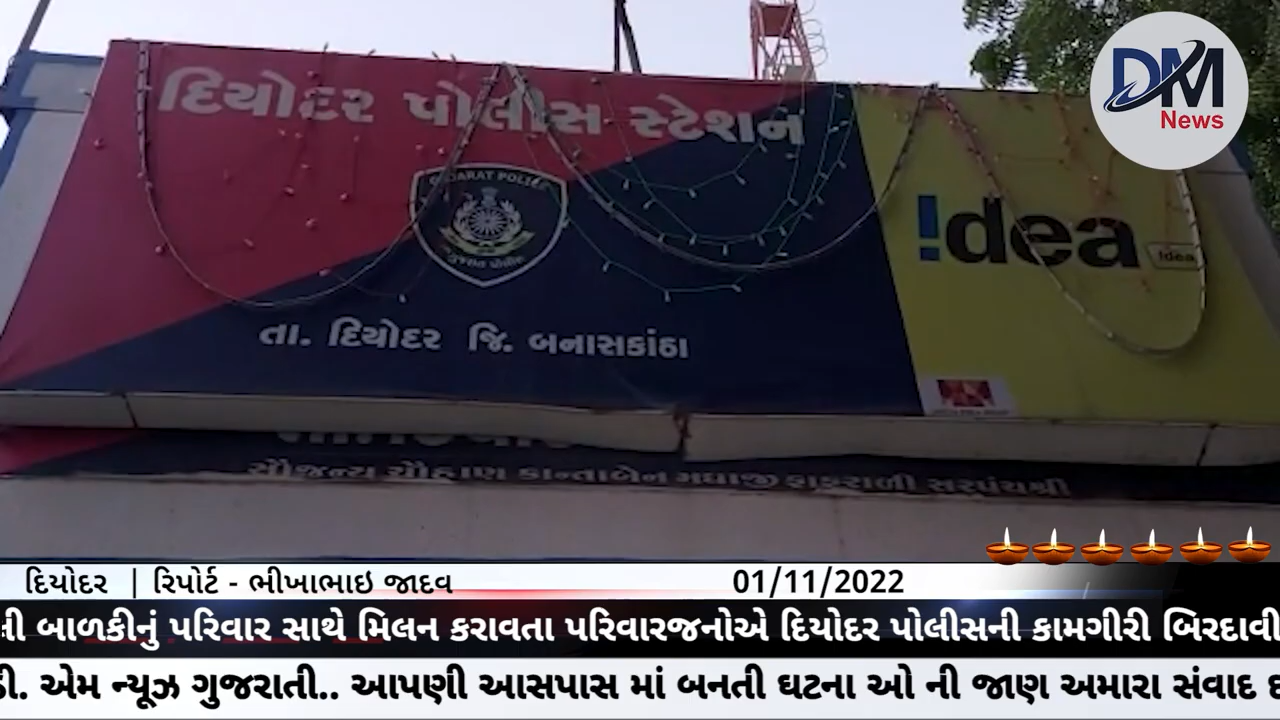 DM
News
દિયોદર પોલીસ સ્ટેશન
GUJARAT POLICE
ગુજરાત પોલીસ
!dea
!dea
તા. દિયોદર જિ. બનાસકાંઠા
સૌજન્ય ચૌહાણ કાન્તાબેન મઘાજી ફાફરાળી સરપંચશ્રી
દિયોદર | રિપોર્ટ - ભીખાભાઇ જાદવ 01/11/2022
બાળકીનું પરિવાર સાથે મિલન કરાવતા પરિવારજનોએ દિયોદર પોલીસની કામગીરી બિરદાવી
ડી. એમ ન્યૂઝ ગુજરાતી.. આપણી આસપાસ માં બનતી ઘટના ઓ ની જાણ અમારા સંવાદ